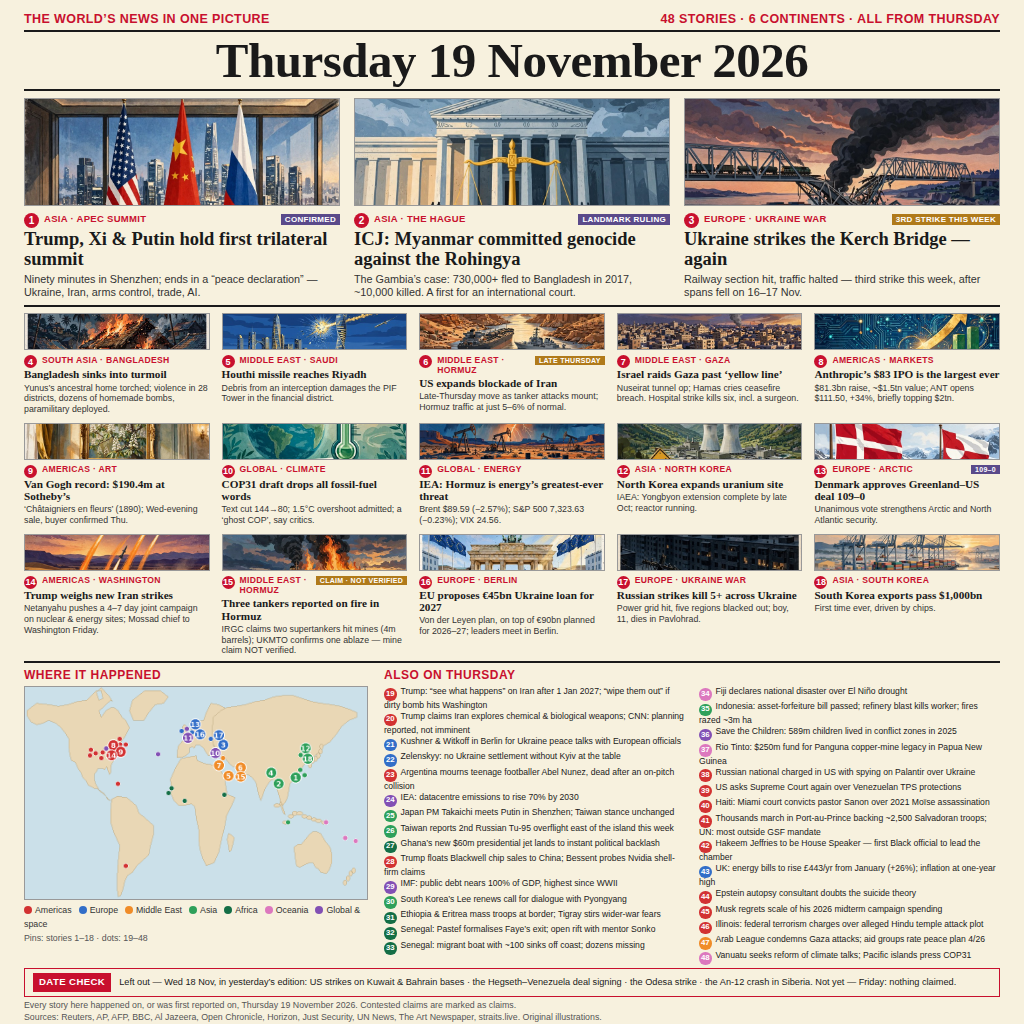 THE WORLD'S NEWS IN ONE PICTURE
48 STORIES · 6 CONTINENTS · ALL FROM THURSDAY
Thursday 19 November 2026
1 ASIA · APEC SUMMIT
CONFIRMED
Trump, Xi & Putin hold first trilateral
summit
Ninety minutes in Shenzhen; ends in a “peace declaration” —
Ukraine, Iran, arms control, trade, AI.
2 ASIA · THE HAGUE
LANDMARK RULING
ICJ: Myanmar committed genocide
against the Rohingya
The Gambia’s case: 730,000+ fled to Bangladesh in 2017,
~10,000 killed. A first for an international court.
3 EUROPE · UKRAINE WAR
3RD STRIKE THIS WEEK
Ukraine strikes the Kerch Bridge —
again
Railway section hit, traffic halted — third strike this week, after
spans fell on 16–17 Nov.
4 SOUTH ASIA · BANGLADESH
Bangladesh sinks into turmoil
Yunus’s ancestral home torched; violence in 28
districts, dozens of homemade bombs,
paramilitary deployed.
5 MIDDLE EAST · SAUDI
Houthi missile reaches Riyadh
Debris from an interception damages the PIF
Tower in the financial district.
6 MIDDLE EAST ·
HORMUZ
LATE THURSDAY
US expands blockade of Iran
Late-Thursday move as tanker attacks mount;
Hormuz traffic at just 5–6% of normal.
7 MIDDLE EAST · GAZA
Israel raids Gaza past ‘yellow line’
Nuseirat tunnel op; Hamas cries ceasefire
breach. Hospital strike kills six, incl. a surgeon.
8 AMERICAS · MARKETS
Anthropic’s $83 IPO is the largest ever
$81.3bn raise, ~$1.5tn value; ANT opens
$111.50, +34%, briefly topping $2tn.
9 AMERICAS · ART
Van Gogh record: $190.4m at
Sotheby’s
‘Châtaigniers en fleurs’ (1890); Wed-evening
sale, buyer confirmed Thu.
10 GLOBAL · CLIMATE
COP31 draft drops all fossil-fuel
words
Text cut 144→80; 1.5°C overshoot admitted; a
‘ghost COP’, say critics.
11 GLOBAL · ENERGY
IEA: Hormuz is energy’s greatest-ever
threat
Brent $89.59 (−2.57%); S&P 500 7,323.63
(−0.23%); VIX 24.56.
12 ASIA · NORTH KOREA
North Korea expands uranium site
IAEA: Yongbyon extension complete by late
Oct; reactor running.
13 EUROPE · ARCTIC
109–0
Denmark approves Greenland–US
deal 109–0
Unanimous vote strengthens Arctic and North
Atlantic security.
14 AMERICAS · WASHINGTON
Trump weighs new Iran strikes
Netanyahu pushes a 4–7 day joint campaign
on nuclear & energy sites; Mossad chief to
Washington Friday.
15 MIDDLE EAST ·
HORMUZ
CLAIM · NOT VERIFIED
Three tankers reported on fire in
Hormuz
IRGC claims two supertankers hit mines (4m
barrels); UKMTO confirms one ablaze — mine
claim NOT verified.
16 EUROPE · BERLIN
EU proposes €45bn Ukraine loan for
2027
Von der Leyen plan, on top of €90bn planned
for 2026–27; leaders meet in Berlin.
17 EUROPE · UKRAINE WAR
Russian strikes kill 5+ across Ukraine
Power grid hit, five regions blacked out; boy,
11, dies in Pavlohrad.
18 ASIA · SOUTH KOREA
South Korea exports pass $1,000bn
First time ever, driven by chips.
WHERE IT HAPPENED
Americas Europe Middle East Asia Africa Oceania Global &
space
Pins: stories 1–18 · dots: 19–48
ALSO ON THURSDAY
19 Trump: “see what happens” on Iran after 1 Jan 2027; “wipe them out” if
dirty bomb hits Washington
20 Trump claims Iran explores chemical & biological weapons; CNN: planning
reported, not imminent
21 Kushner & Witkoff in Berlin for Ukraine peace talks with European officials
22 Zelenskyy: no Ukraine settlement without Kyiv at the table
23 Argentina mourns teenage footballer Abel Nunez, dead after an on-pitch
collision
24 IEA: datacentre emissions to rise 70% by 2030
25 Japan PM Takaichi meets Putin in Shenzhen; Taiwan stance unchanged
26 Taiwan reports 2nd Russian Tu-95 overflight east of the island this week
27 Ghana’s new $60m presidential jet lands to instant political backlash
28 Trump floats Blackwell chip sales to China; Bessent probes Nvidia shell-
firm claims
29 IMF: public debt nears 100% of GDP, highest since WWII
30 South Korea’s Lee renews call for dialogue with Pyongyang
31 Ethiopia & Eritrea mass troops at border; Tigray stirs wider-war fears
32 Senegal: Pastef formalises Faye’s exit; open rift with mentor Sonko
33 Senegal: migrant boat with ~100 sinks off coast; dozens missing
34 Fiji declares national disaster over El Niño drought
35 Indonesia: asset-forfeiture bill passed; refinery blast kills worker; fires
razed ~3m ha
36 Save the Children: 589m children lived in conflict zones in 2025
37 Rio Tinto: $250m fund for Panguna copper-mine legacy in Papua New
Guinea
38 Russian national charged in US with spying on Palantir over Ukraine
39 US asks Supreme Court again over Venezuelan TPS protections
40 Haiti: Miami court convicts pastor Sanon over 2021 Moïse assassination
41 Thousands march in Port-au-Prince backing ~2,500 Salvadoran troops;
UN: most outside GSF mandate
42 Hakeem Jeffries to be House Speaker — first Black official to lead the
chamber
43 UK: energy bills to rise £443/yr from January (+26%); inflation at one-year
high
44 Epstein autopsy consultant doubts the suicide theory
45 Musk regrets scale of his 2026 midterm campaign spending
46 Illinois: federal terrorism charges over alleged Hindu temple attack plot
47 Arab League condemns Gaza attacks; aid groups rate peace plan 4/26
48 Vanuatu seeks reform of climate talks; Pacific islands press COP31
DATE CHECK
Left out — Wed 18 Nov, in yesterday's edition: US strikes on Kuwait & Bahrain bases · the Hegseth–Venezuela deal signing · the Odesa strike · the An-12 crash in Siberia. Not yet — Friday: nothing claimed.
Every story here happened on, or was first reported on, Thursday 19 November 2026. Contested claims are marked as claims.
Sources: Reuters, AP, AFP, BBC, Al Jazeera, Open Chronicle, Horizon, Just Security, UN News, The Art Newspaper, straits.live. Original illustrations.